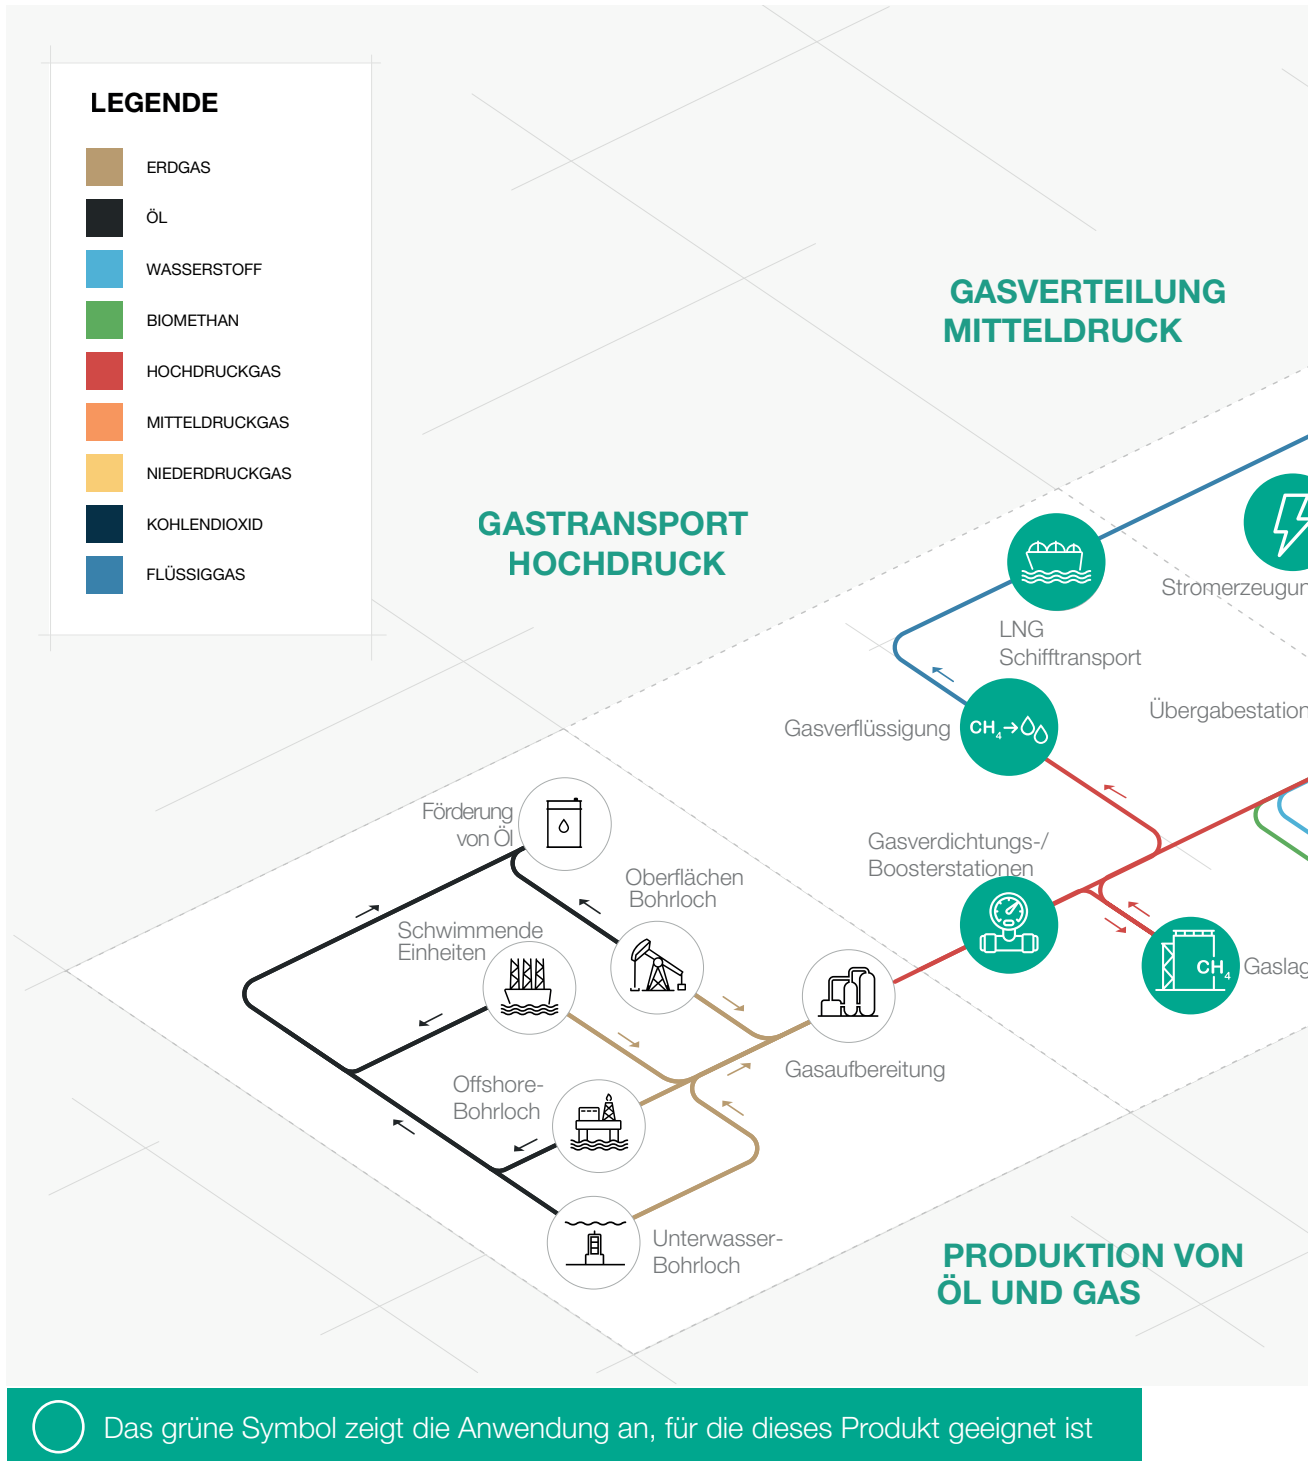 LEGENDE
ERDGAS
ÖL
WASSERSTOFF
BIOMETHAN
HOCHDRUCKGAS
MITTELDRUCKGAS
NIEDERDRUCKGAS
KOHLENDIOXID
FLÜSSIGGAS
GASVERTEILUNG
MITTELDRUCK
GASTRANSPORT
HOCHDRUCK
Stromerzeugun
LNG
Schifftransport
Übergabestation
Gasverflüssigung
CH₄→
Förderung
von Öl
Gasverdichtungs-/
Boosterstationen
Oberflächen
Bohrloch
Schwimmende
Einheiten
CH₄
Gaslag
Gasaufbereitung
Offshore-
Bohrloch
Unterwasser-
Bohrloch
PRODUKTION VON
ÖL UND GAS
Das grüne Symbol zeigt die Anwendung an, für die dieses Produkt geeignet ist